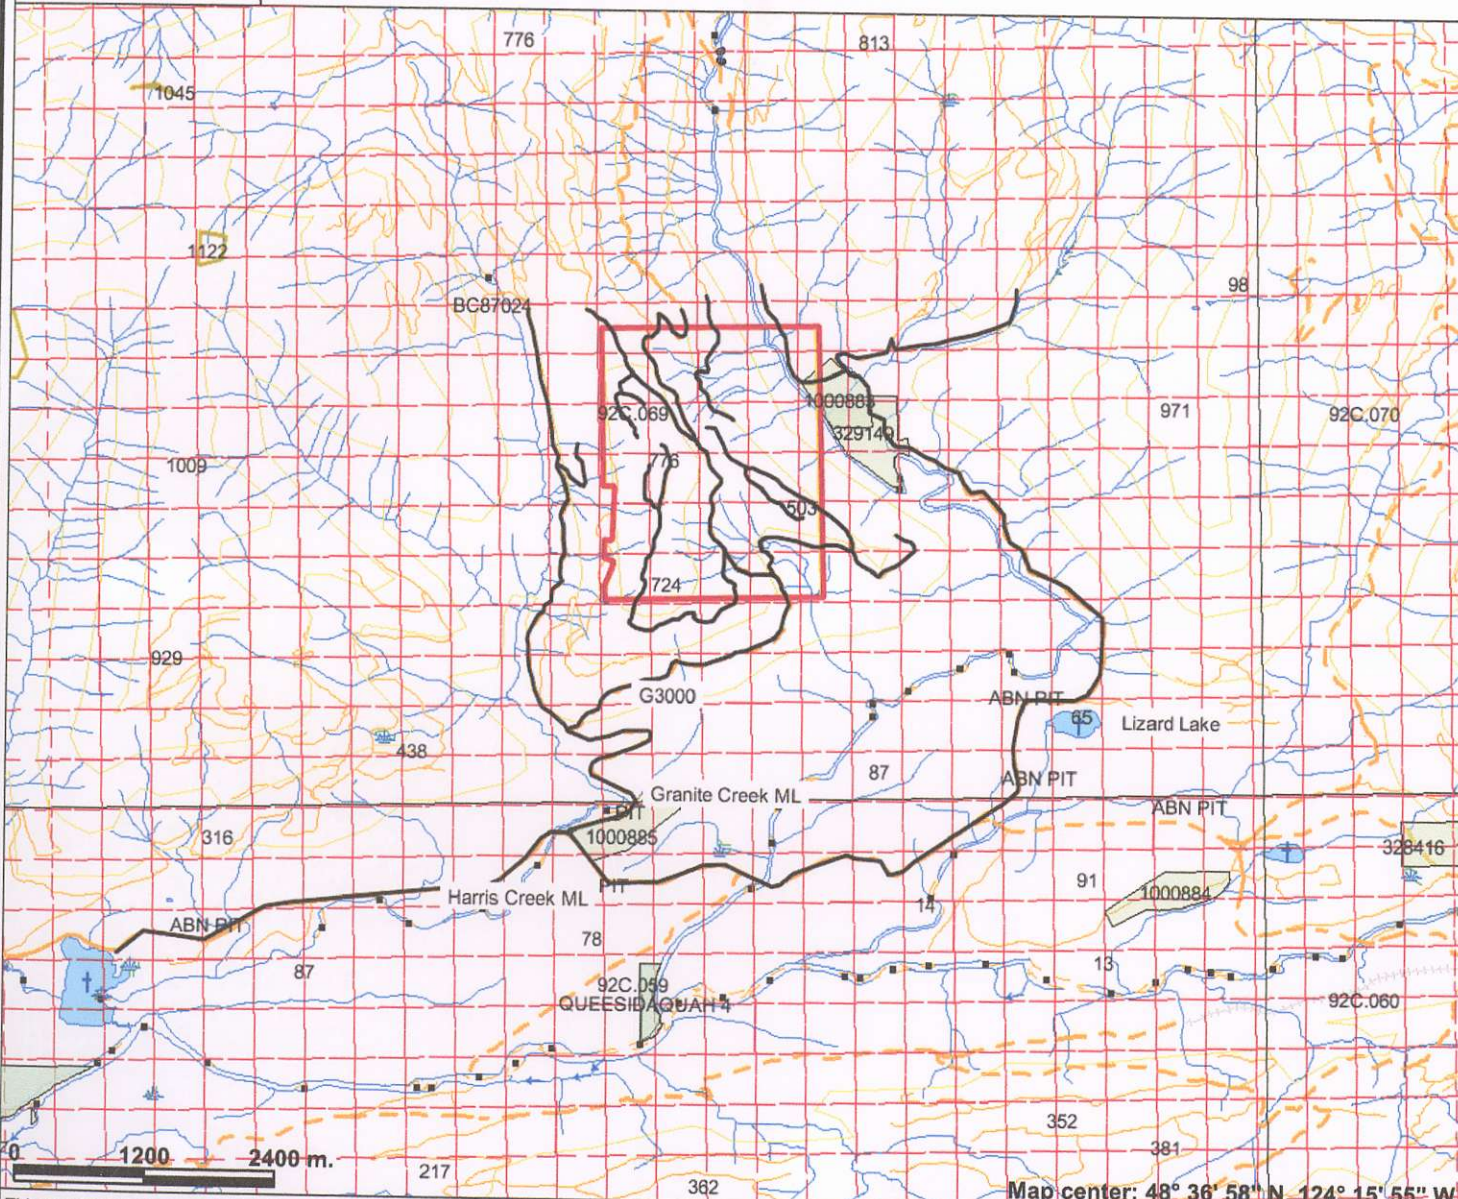 776
813
1045
1122
98
BC87024
1000883
92C.069
971
92C.070
329149
776
1009
503
724
929
G3000
ABN PIT
65
Lizard Lake
438
87
ABN PIT
Granite Creek ML
ABN PIT
PIT
316
1000885
328416
PIT
91
1000884
Harris Creek ML
14
ABN PIT
78
87
13
92C.059
92C.060
QUEESIDAQUAH 4
352
381
0 1200 2400 m.
217
362
Map center: 48° 36' 58" N, 124° 15' 55" W